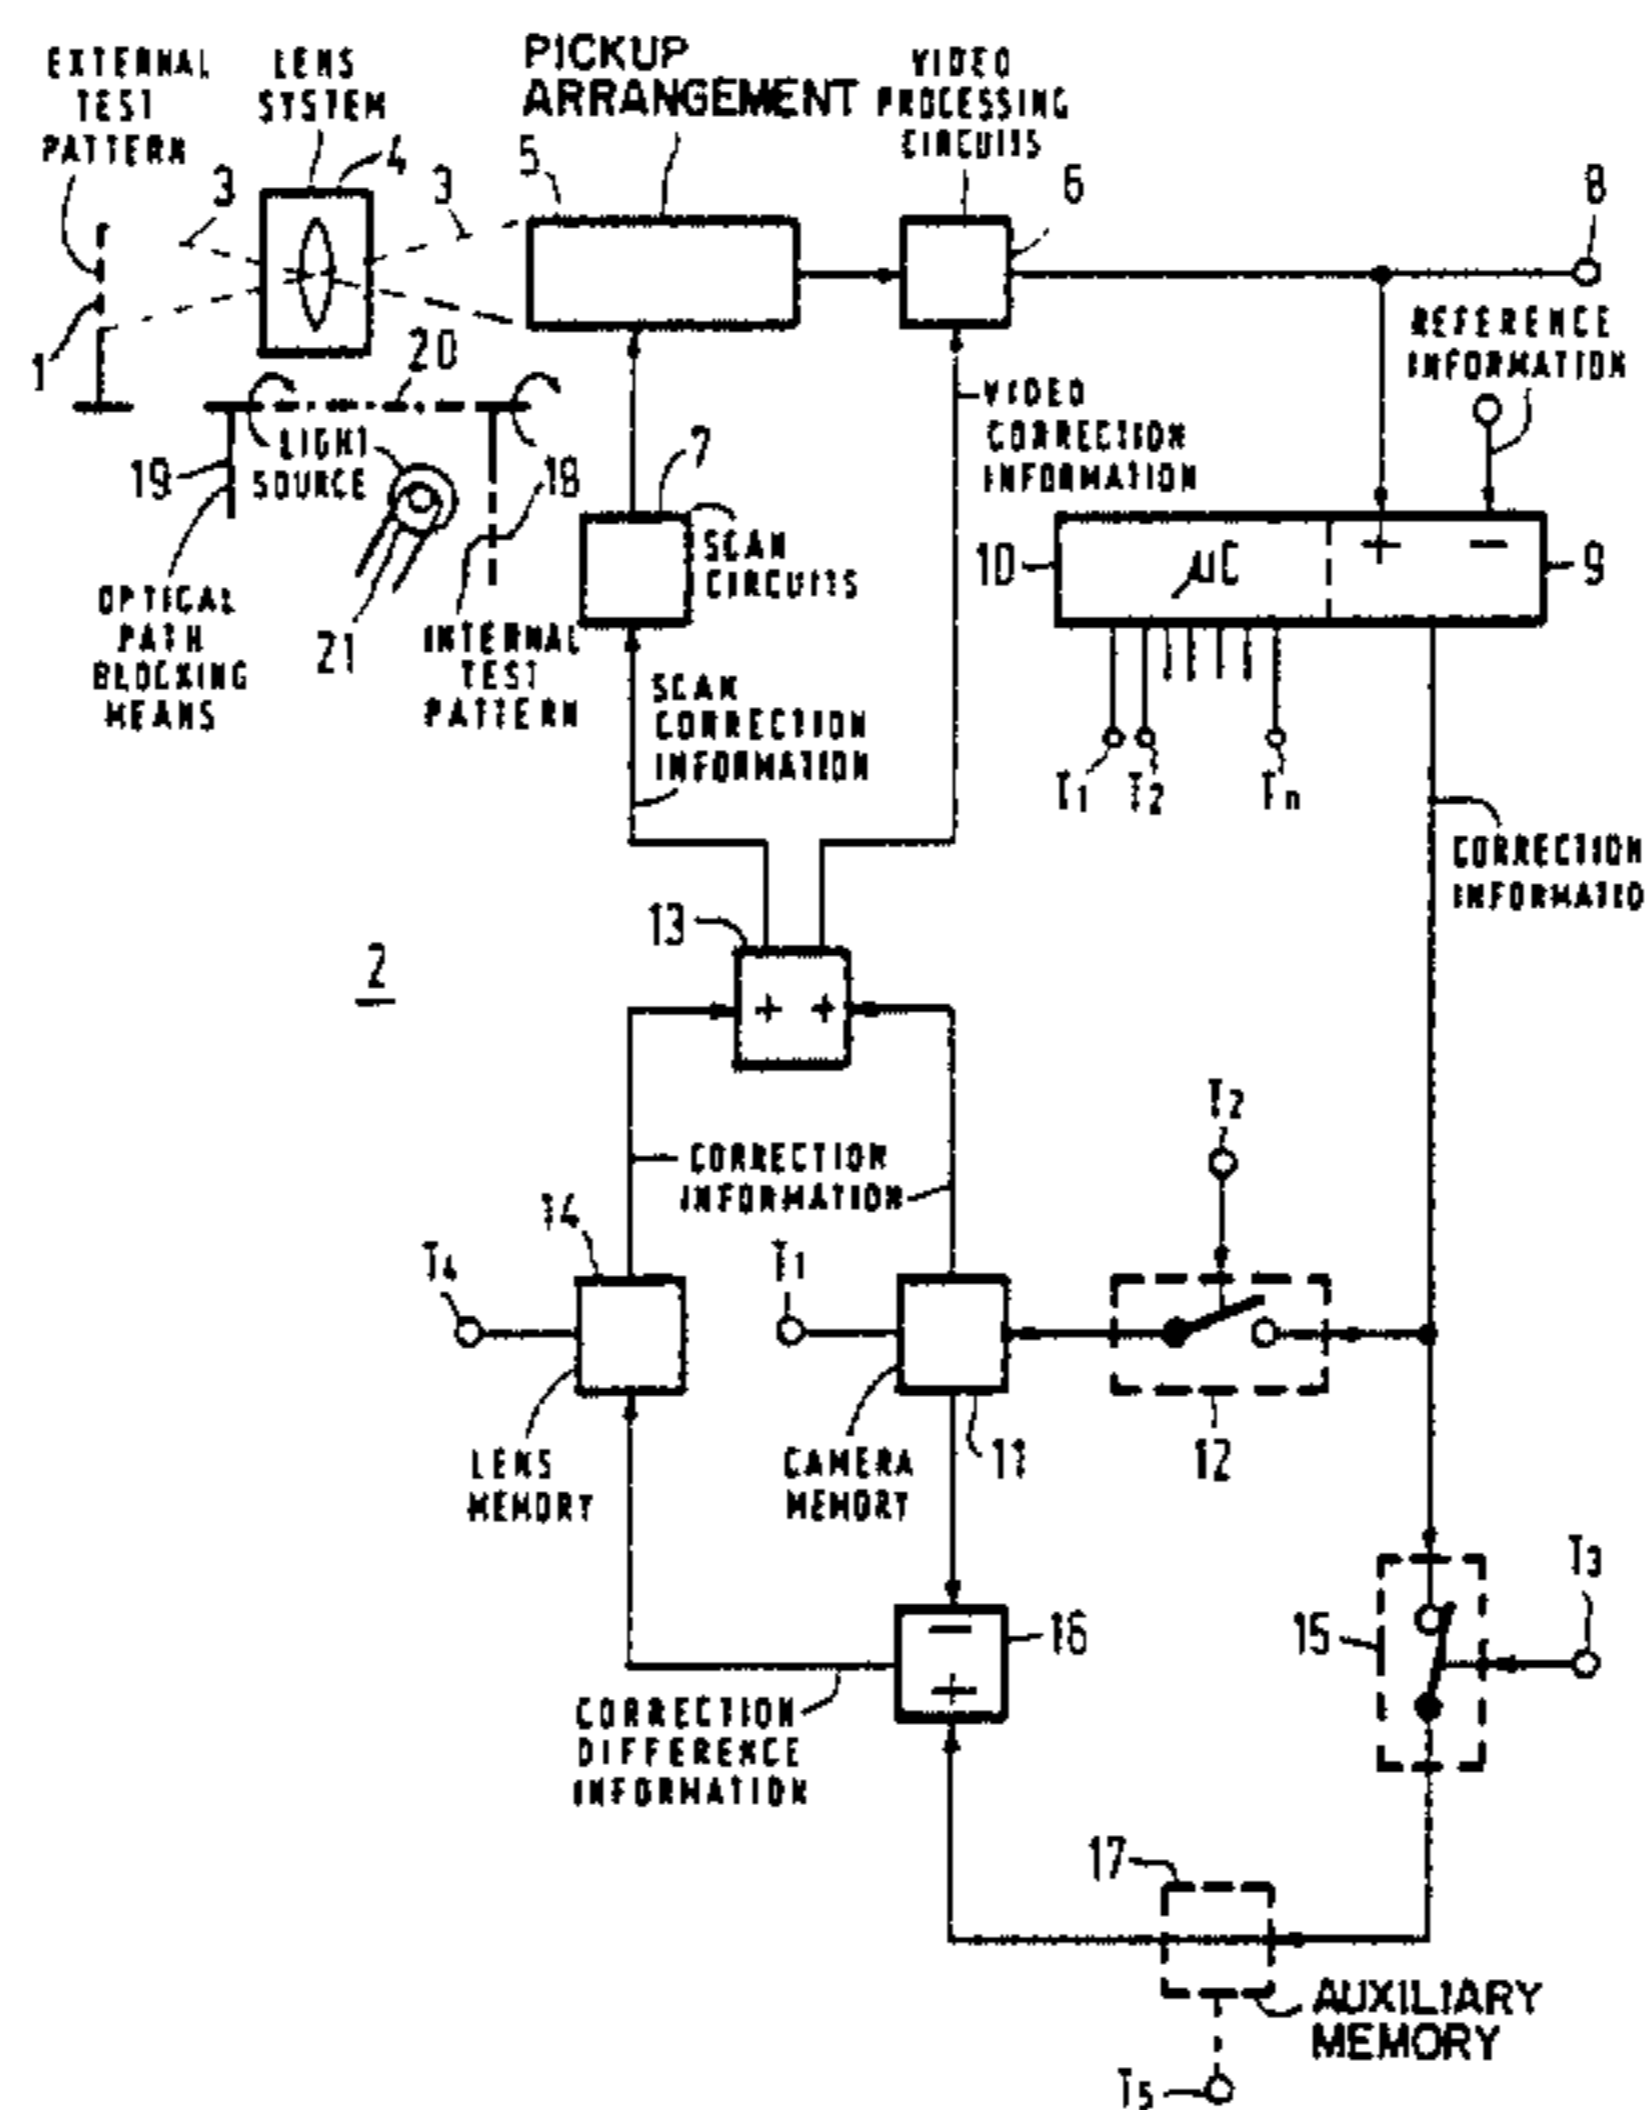 EXTERNAL
TEST
PATTERN
LENS
SYSTEM
PICKUP
ARRANGEMENT
VIDEO
PROCESSING
CIRCUITS
3
4
3
5
6
8
1
20
REFERENCE
INFORMATION
19
LIGHT
SOURCE
18
7
VIDEO
CORRECTION
INFORMATION
SCAN
CIRCUITS
10
µC
+
−
9
OPTICAL
PATH
BLOCKING
MEANS
21
INTERNAL
TEST
PATTERN
SCAN
CORRECTION
INFORMATION
T1
T2
Tn
CORRECTION
INFORMATIO
13
2
+ +
T2
CORRECTION
INFORMATION
14
T4
T1
LENS
MEMORY
CAMERA
MEMORY
11
12
T3
−
+
16
15
CORRECTION
DIFFERENCE
INFORMATION
17
AUXILIARY
MEMORY
T5